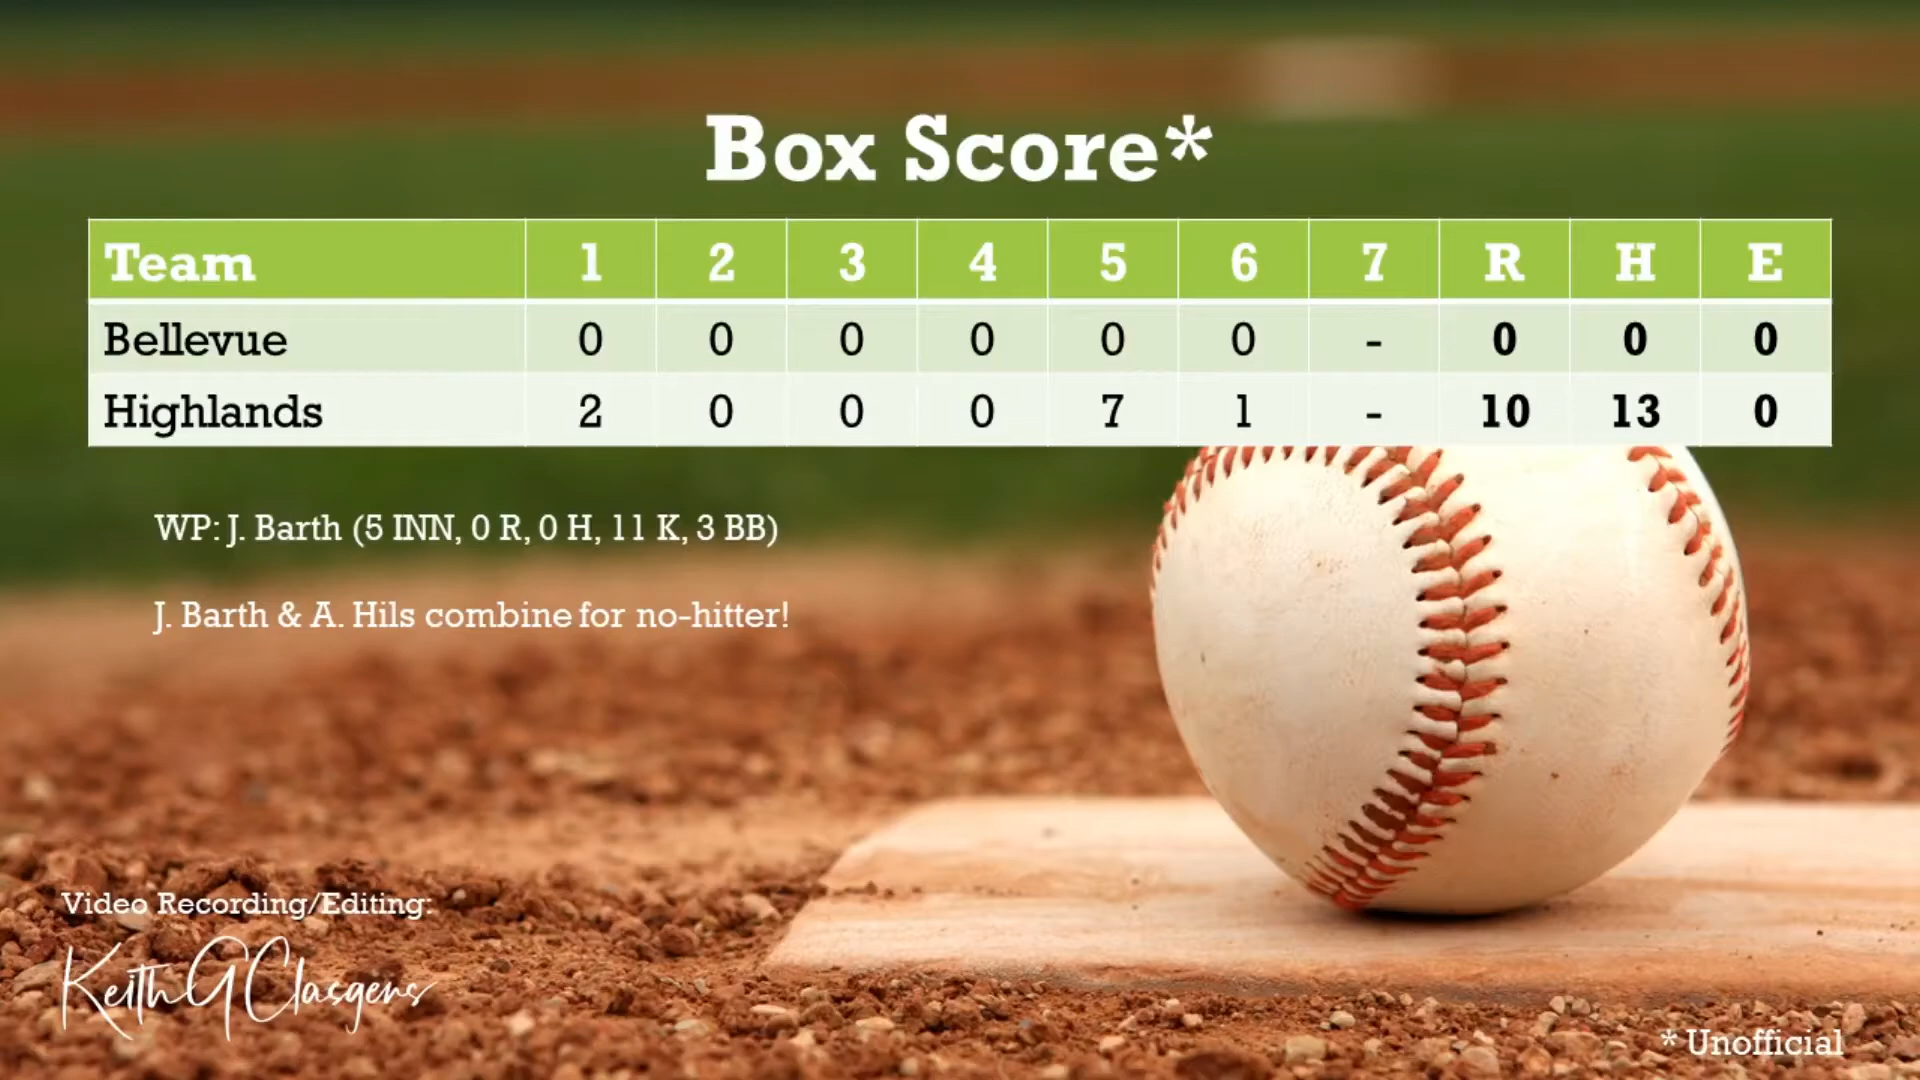 Box Score*
Team 1 2 3 4 5 6 7 R H E
Bellevue 0 0 0 0 0 0 - 0 0 0
Highlands 2 0 0 0 7 1 - 10 13 0
WP: J. Barth (5 INN, 0 R, 0 H, 11 K, 3 BB)
J. Barth & A. Hils combine for no-hitter!
Video Recording/Editing:
Keith G Clasgens
* Unofficial